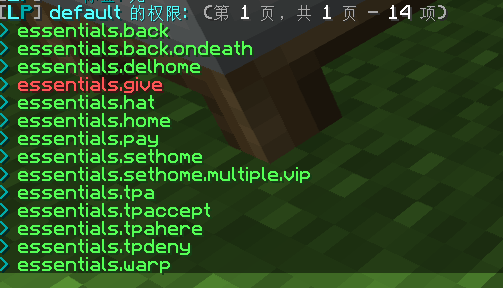 [LP] default 的权限: (第 1 页, 共 1 页 - 14 项)
> essentials.back
> essentials.back.ondeath
> essentials.delhome
> essentials.give
> essentials.hat
> essentials.home
> essentials.pay
> essentials.sethome
> essentials.sethome.multiple.vip
> essentials.tpa
> essentials.tpaccept
> essentials.tpahere
> essentials.tpdeny
> essentials.warp